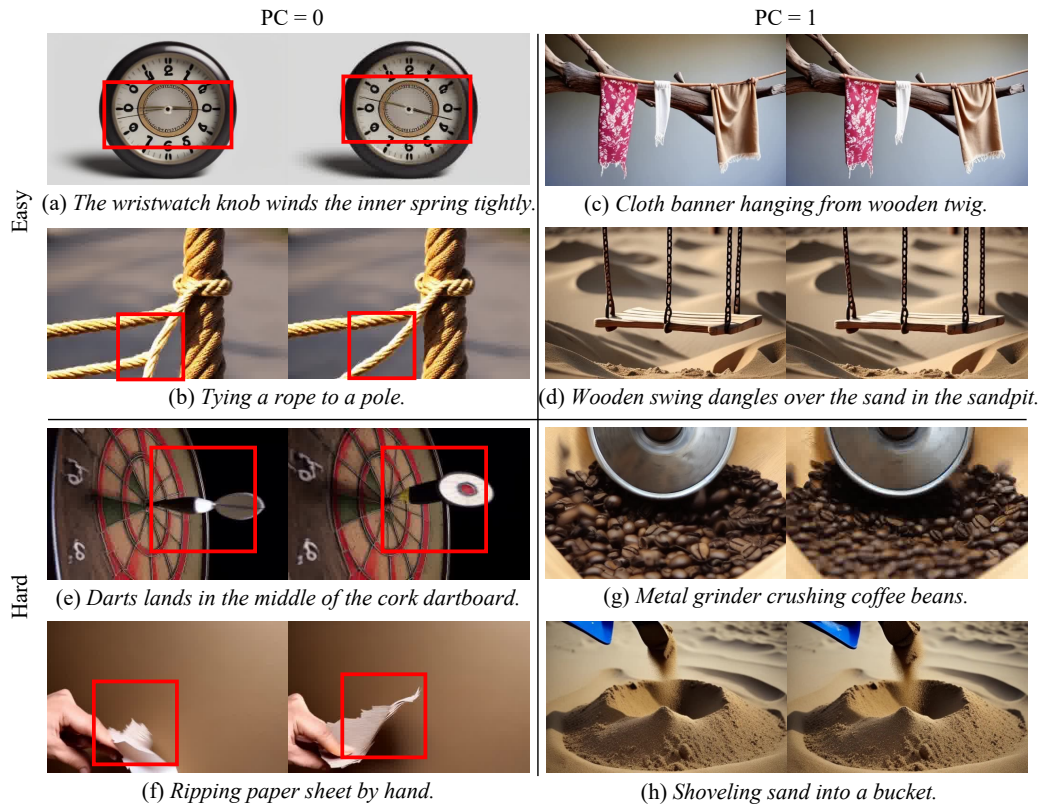 PC = 0
PC = 1
Easy
(a) The wristwatch knob winds the inner spring tightly.
(c) Cloth banner hanging from wooden twig.
(b) Tying a rope to a pole.
(d) Wooden swing dangles over the sand in the sandpit.
Hard
(e) Darts lands in the middle of the cork dartboard.
(g) Metal grinder crushing coffee beans.
(f) Ripping paper sheet by hand.
(h) Shoveling sand into a bucket.